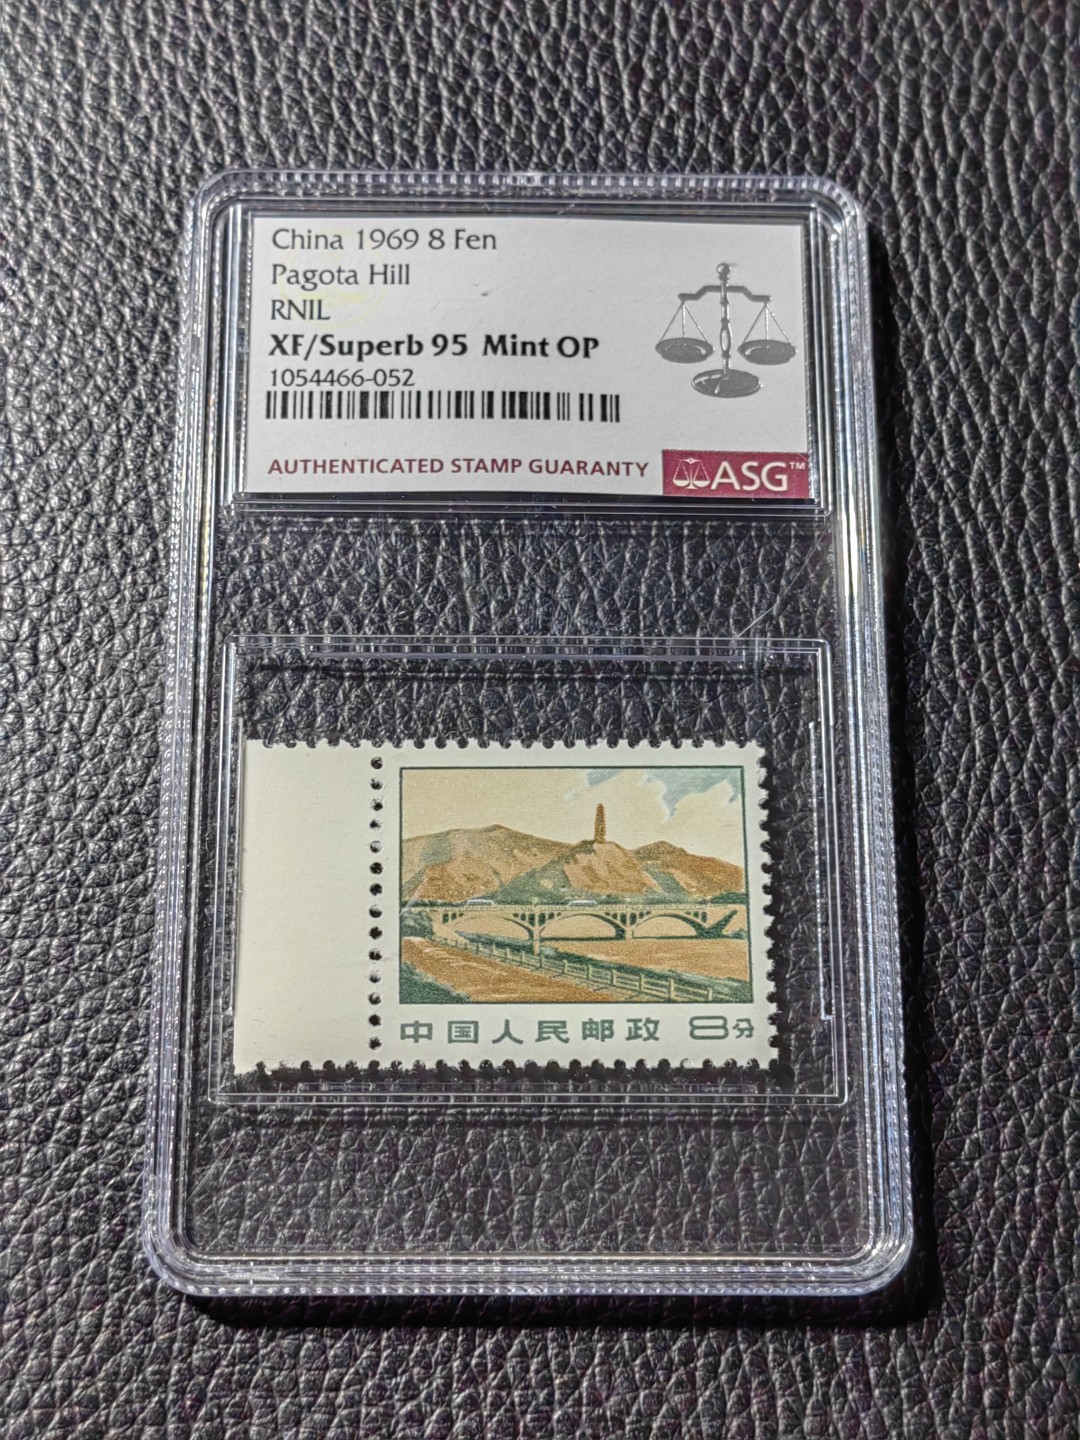 China 1969 8 Fen
Pagota Hill
RNIL
XF/Superb 95 Mint OP
1054466-052
AUTHENTICATED STAMP GUARANTY
ASG™
中国人民邮政 8分